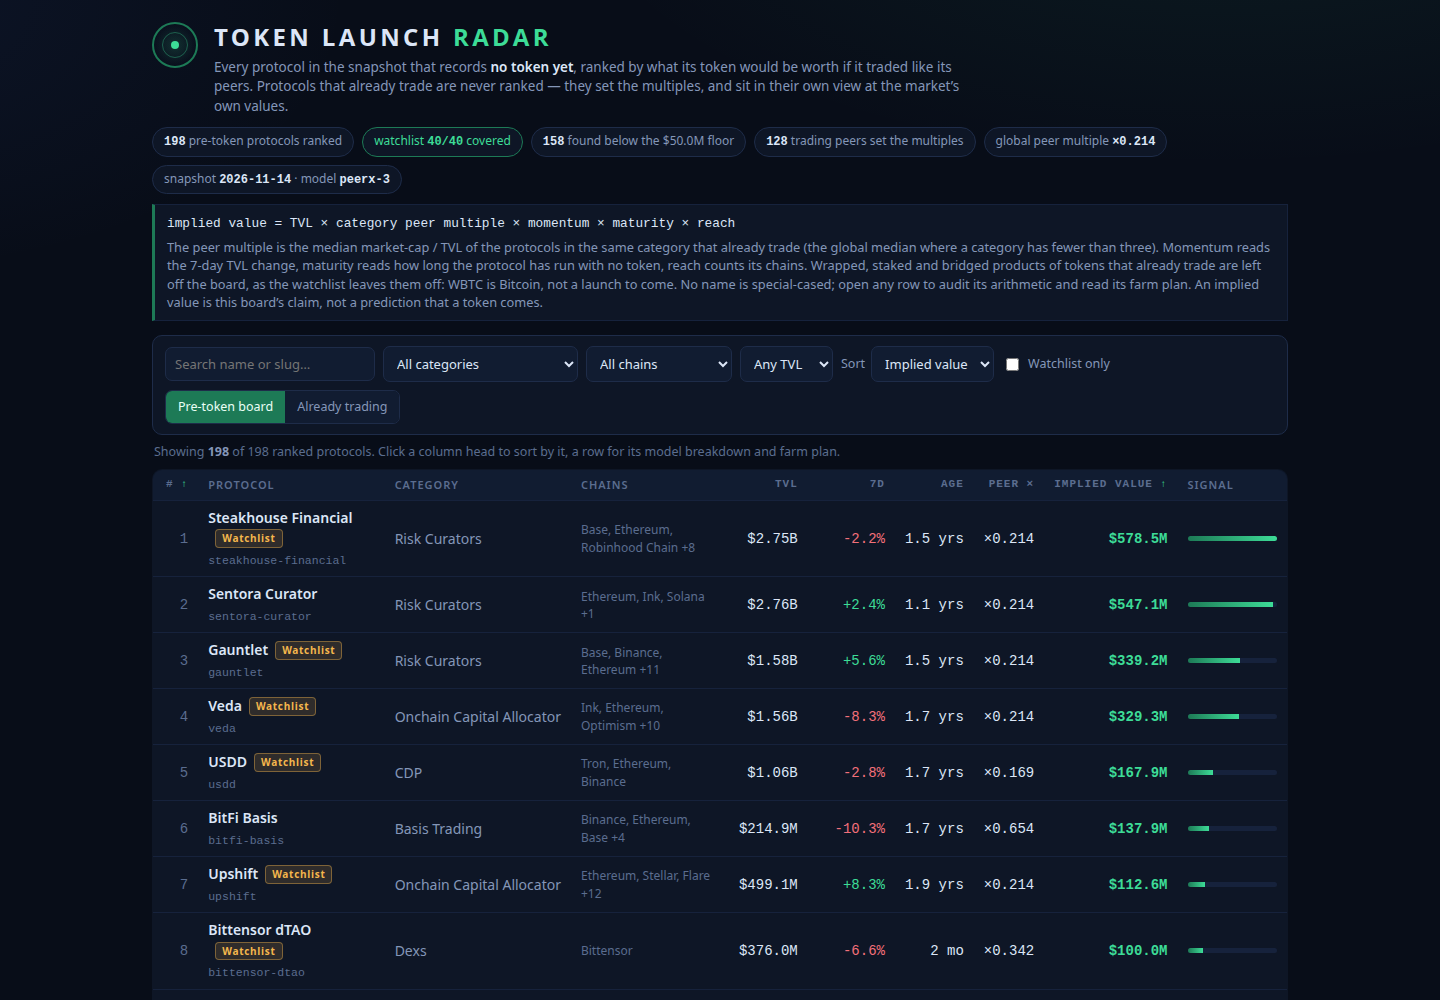 TOKEN LAUNCH RADAR
Every protocol in the snapshot that records no token yet, ranked by what its token would be worth if it traded like its
peers. Protocols that already trade are never ranked — they set the multiples, and sit in their own view at the market's
own values.
198 pre-token protocols ranked
watchlist 40/40 covered
158 found below the $50.0M floor
128 trading peers set the multiples
global peer multiple ×0.214
snapshot 2026-11-14 · model peerx-3
implied value = TVL × category peer multiple × momentum × maturity × reach
The peer multiple is the median market-cap / TVL of the protocols in the same category that already trade (the global median where a category has fewer than three). Momentum reads
the 7-day TVL change, maturity reads how long the protocol has run with no token, reach counts its chains. Wrapped, staked and bridged products of tokens that already trade are left
off the board, as the watchlist leaves them off: WBTC is Bitcoin, not a launch to come. No name is special-cased; open any row to audit its arithmetic and read its farm plan. An implied
value is this board's claim, not a prediction that a token comes.
Search name or slug... All categories All chains Any TVL Sort Implied value Watchlist only
Pre-token board Already trading
Showing 198 of 198 ranked protocols. Click a column head to sort by it, a row for its model breakdown and farm plan.
# ↑ PROTOCOL CATEGORY CHAINS TVL 7D AGE PEER × IMPLIED VALUE ↑ SIGNAL
Steakhouse Financial
1 Watchlist Risk Curators Base, Ethereum, Robinhood Chain +8 $2.75B -2.2% 1.5 yrs ×0.214 $578.5M
steakhouse-financial
Sentora Curator
2 Risk Curators Ethereum, Ink, Solana +1 $2.76B +2.4% 1.1 yrs ×0.214 $547.1M
sentora-curator
Gauntlet Watchlist
3 Risk Curators Base, Binance, Ethereum +11 $1.58B +5.6% 1.5 yrs ×0.214 $339.2M
gauntlet
Veda Watchlist
4 Onchain Capital Allocator Ink, Ethereum, Optimism +10 $1.56B -8.3% 1.7 yrs ×0.214 $329.3M
veda
USDD Watchlist
5 CDP Tron, Ethereum, Binance $1.06B -2.8% 1.7 yrs ×0.169 $167.9M
usdd
BitFi Basis
6 Basis Trading Binance, Ethereum, Base +4 $214.9M -10.3% 1.7 yrs ×0.654 $137.9M
bitfi-basis
Upshift Watchlist
7 Onchain Capital Allocator Ethereum, Stellar, Flare +12 $499.1M +8.3% 1.9 yrs ×0.214 $112.6M
upshift
Bittensor dTAO
8 Watchlist Dexs Bittensor $376.0M -6.6% 2 mo ×0.342 $100.0M
bittensor-dtao